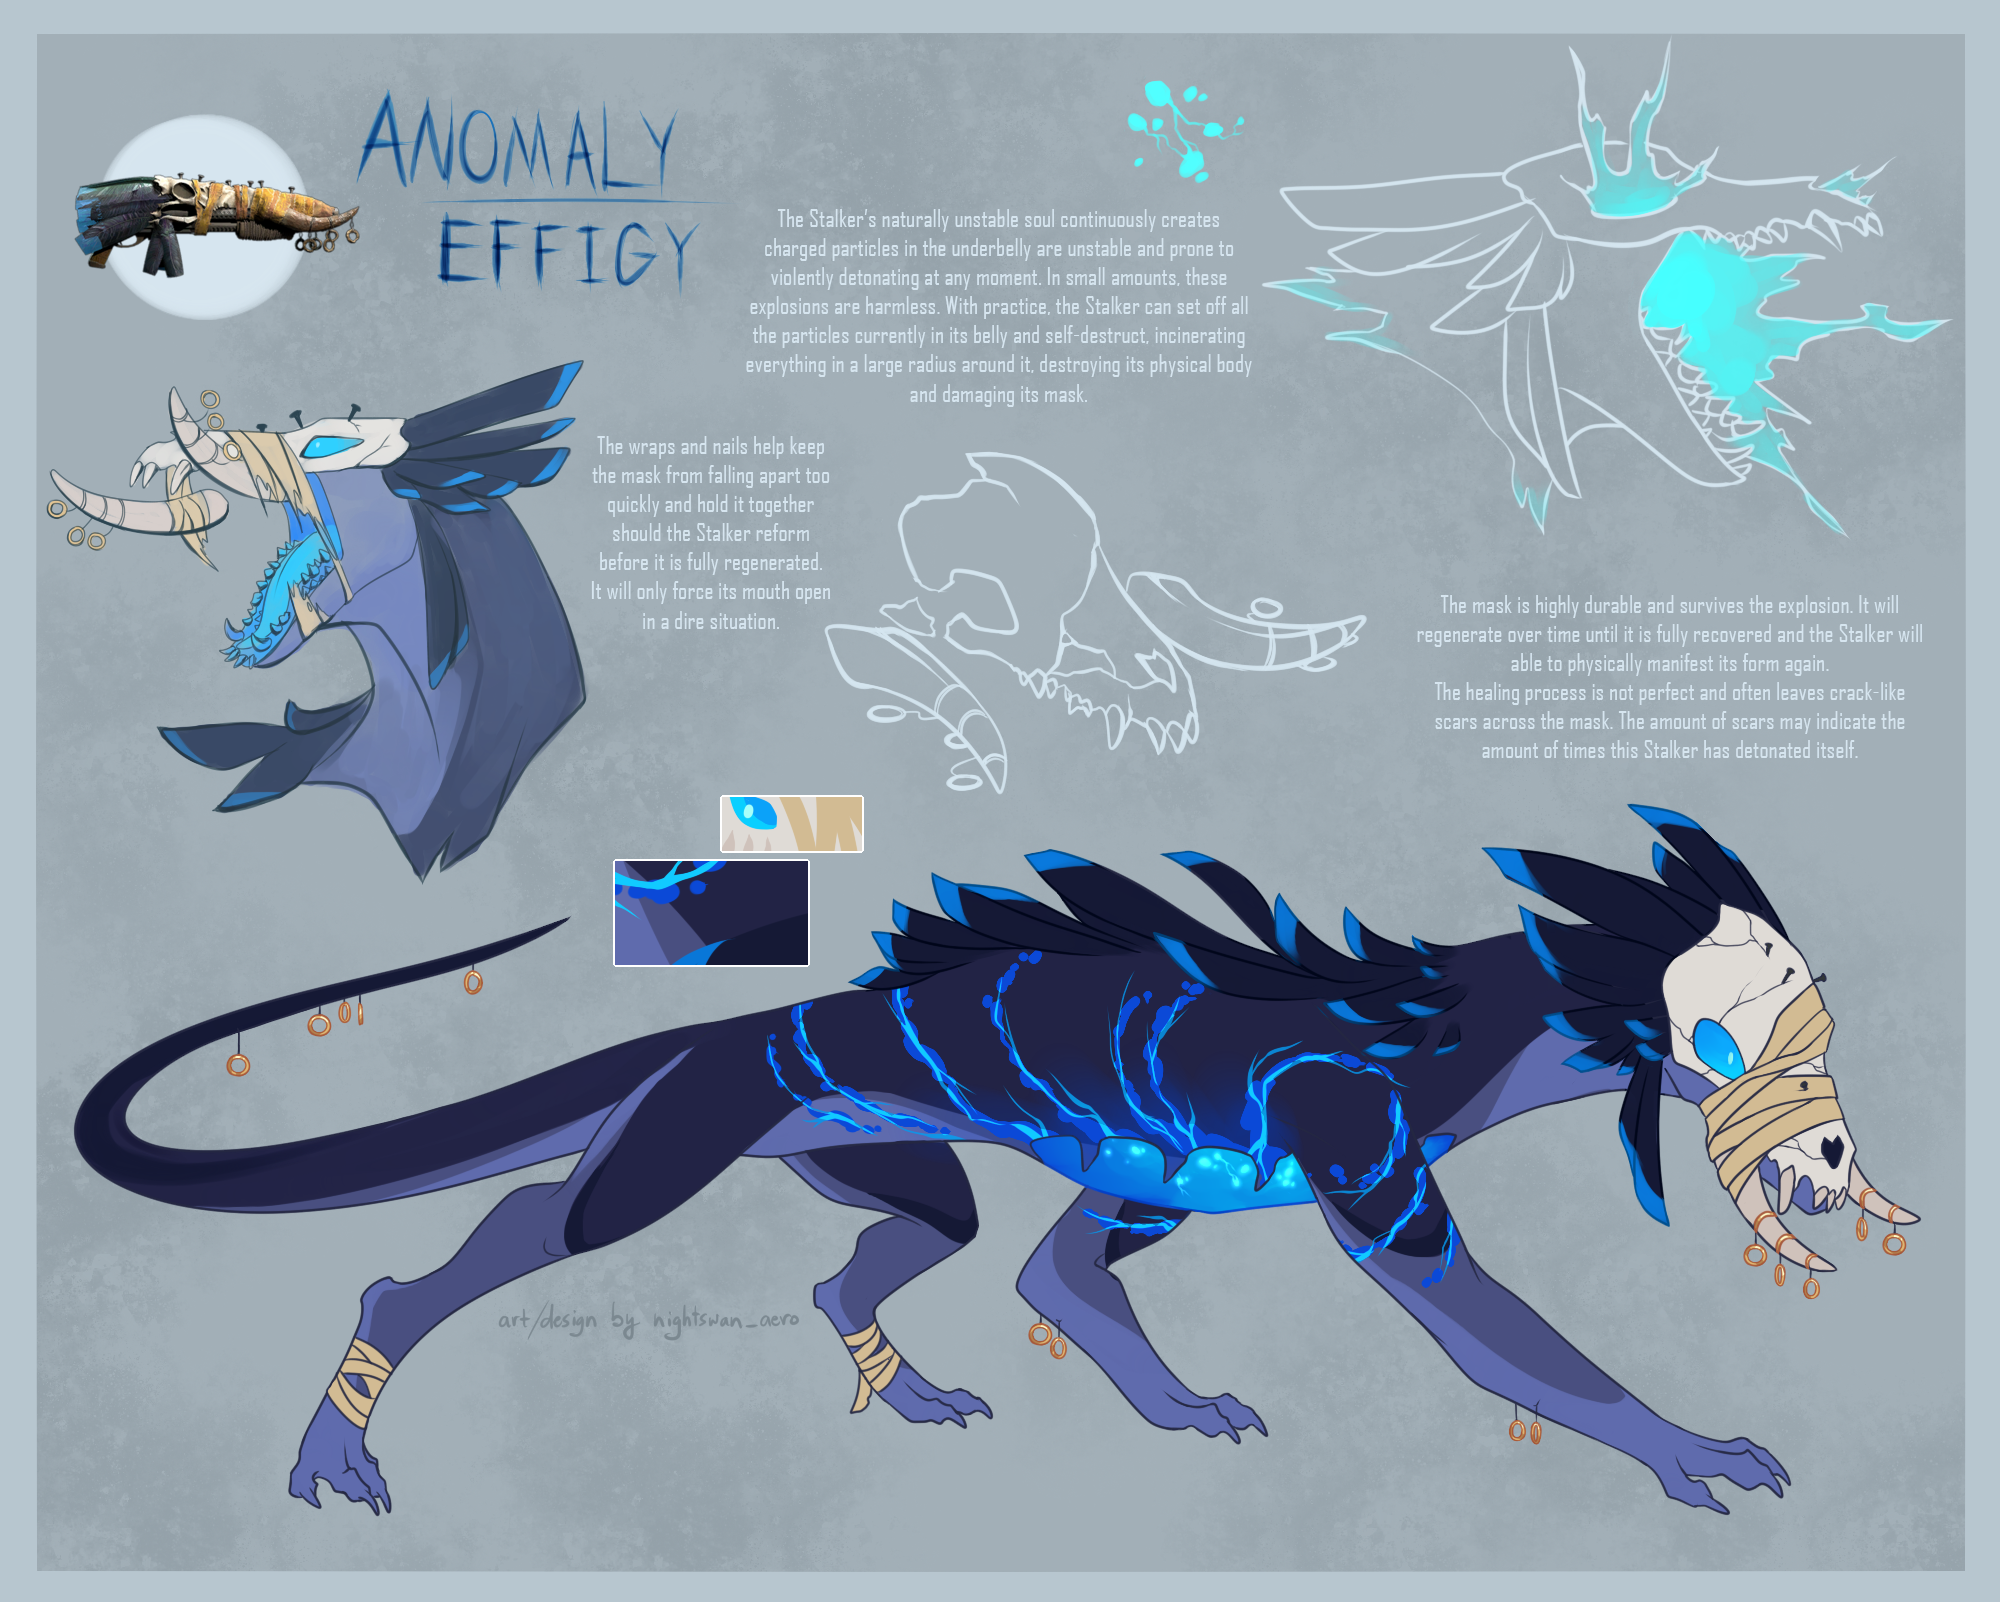 ANOMALY
EFFIGY
The Stalker's naturally unstable soul continuously creates
charged particles in the underbelly are unstable and prone to
violently detonating at any moment. In small amounts, these
explosions are harmless. With practice, the Stalker can set off all
the particles currently in its belly and self-destruct, incinerating
everything in a large radius around it, destroying its physical body
and damaging its mask.
The wraps and nails help keep
the mask from falling apart too
quickly and hold it together
should the Stalker reform
before it is fully regenerated.
It will only force its mouth open
in a dire situation.
The mask is highly durable and survives the explosion. It will
regenerate over time until it is fully recovered and the Stalker will
able to physically manifest its form again.
The healing process is not perfect and often leaves crack-like
scars across the mask. The amount of scars may indicate the
amount of times this Stalker has detonated itself.
art/design by nightswan_aero